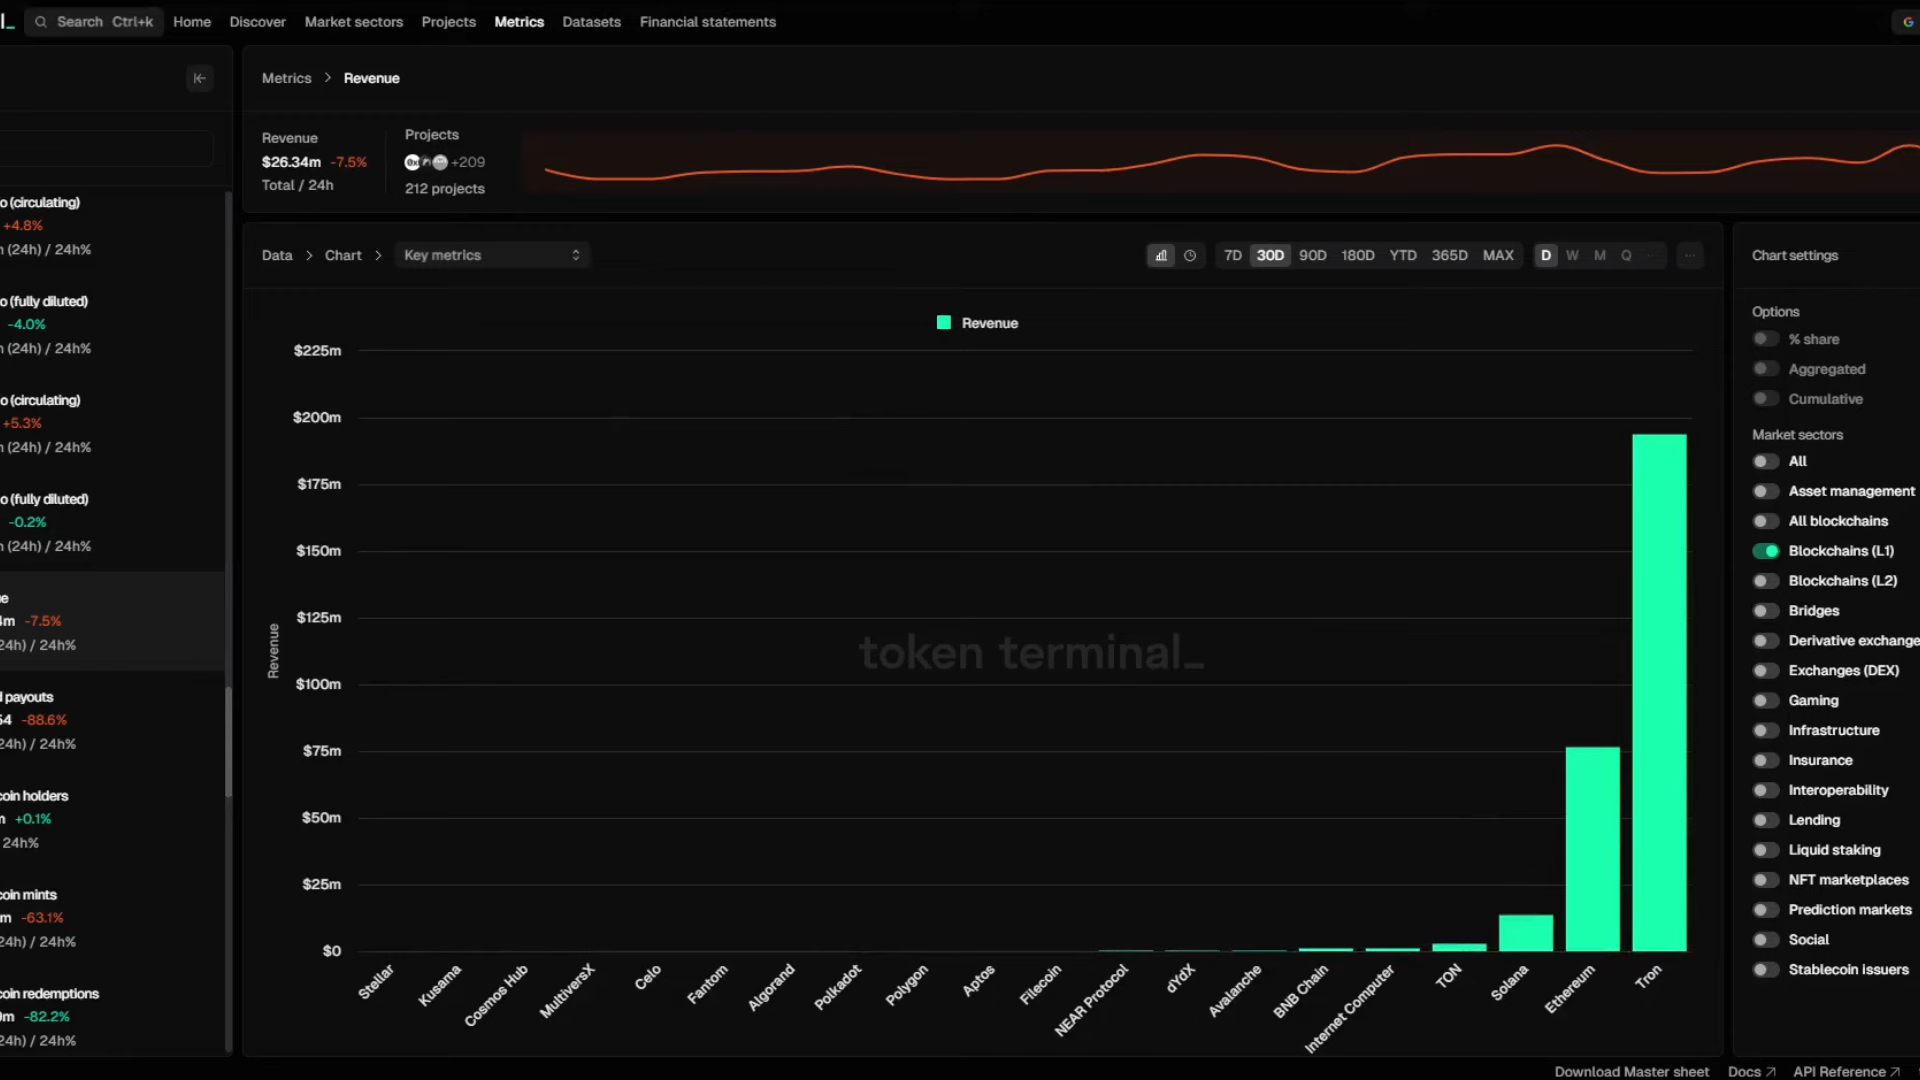 Search Ctrl+k Home Discover Market sectors Projects Metrics Datasets Financial statements
Metrics > Revenue
Revenue
$26.34m -7.5%
Total / 24h
Projects
+209
212 projects
o (circulating)
+4.8%
(24h) / 24h%
o (fully diluted)
-4.0%
(24h) / 24h%
o (circulating)
+5.3%
(24h) / 24h%
o (fully diluted)
-0.2%
(24h) / 24h%
-7.5%
24h) / 24h%
payouts
54 -88.6%
24h) / 24h%
coin holders
+0.1%
24h%
coin mints
m -63.1%
24h) / 24h%
coin redemptions
-82.2%
24h) / 24h%
Data > Chart > Key metrics
7D 30D 90D 180D YTD 365D MAX D W M Q
Revenue
$225m
$200m
$175m
$150m
$125m
$100m
$75m
$50m
$25m
$0
Revenue
token terminal_
Stellar
Kusama
Cosmos Hub
MultiversX
Celo
Fantom
Algorand
Polkadot
Polygon
Aptos
Filecoin
NEAR Protocol
dYdX
Avalanche
BNB Chain
Internet Computer
TON
Solana
Ethereum
Tron
Chart settings
Options
% share
Aggregated
Cumulative
Market sectors
All
Asset management
All blockchains
Blockchains (L1)
Blockchains (L2)
Bridges
Derivative exchange
Exchanges (DEX)
Gaming
Infrastructure
Insurance
Interoperability
Lending
Liquid staking
NFT marketplaces
Prediction markets
Social
Stablecoin issuers
Download Master sheet Docs ↗ API Reference ↗